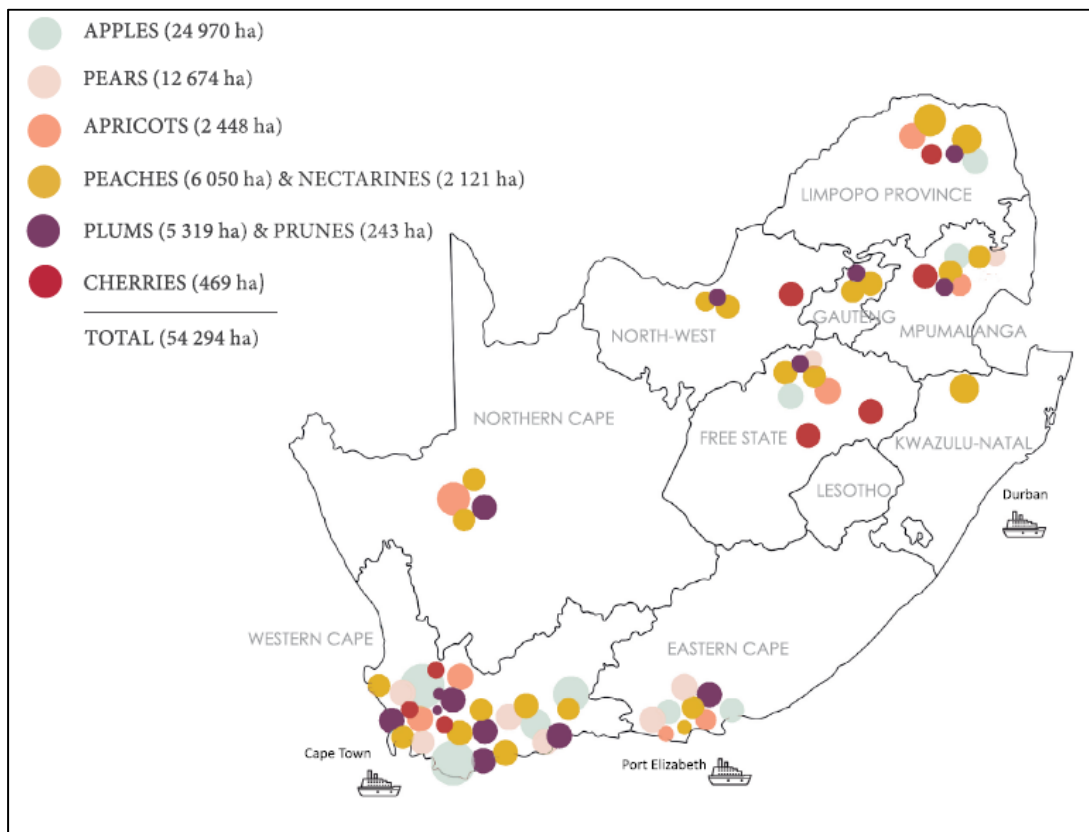 APPLES (24 970 ha)
PEARS (12 674 ha)
APRICOTS (2 448 ha)
PEACHES (6 050 ha) & NECTARINES (2 121 ha)
PLUMS (5 319 ha) & PRUNES (243 ha)
CHERRIES (469 ha)
TOTAL (54 294 ha)
LIMPOPO PROVINCE
GAUTENG
NORTH-WEST
MPUMALANGA
NORTHERN CAPE
FREE STATE
KWAZULU-NATAL
LESOTHO
Durban
WESTERN CAPE
EASTERN CAPE
Cape Town
Port Elizabeth